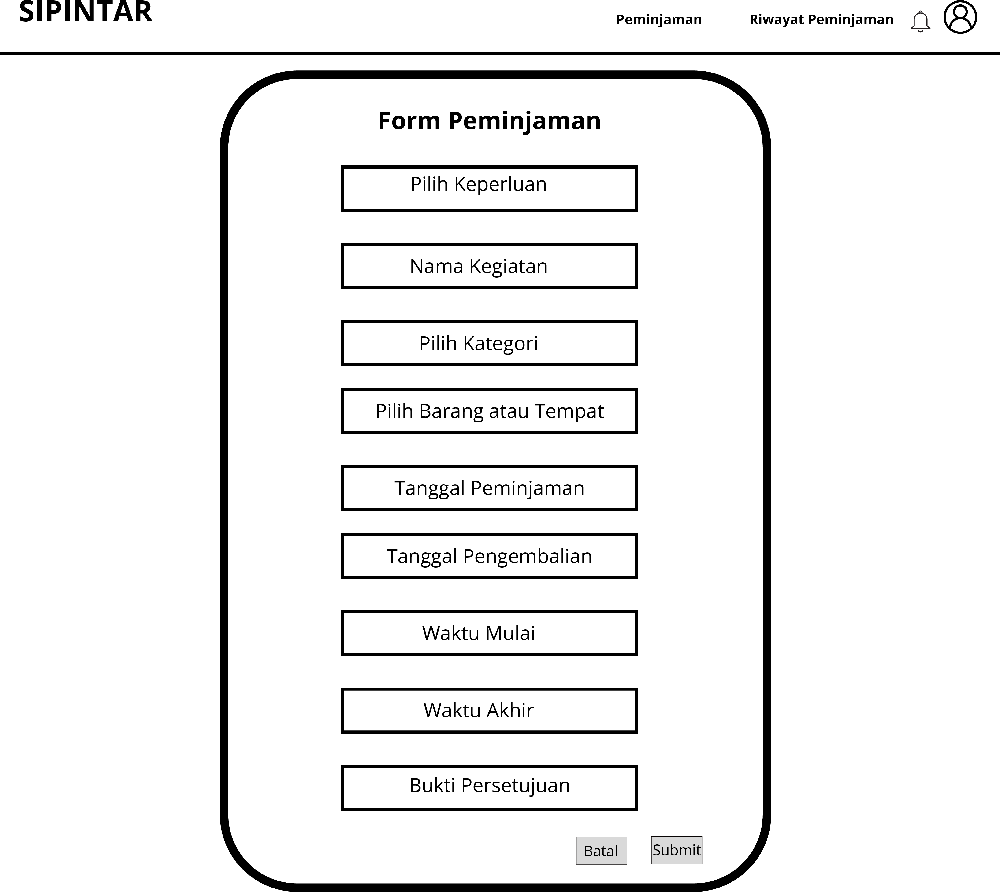 SIPINTAR
Peminjaman
Riwayat Peminjaman
Form Peminjaman
Pilih Keperluan
Nama Kegiatan
Pilih Kategori
Pilih Barang atau Tempat
Tanggal Peminjaman
Tanggal Pengembalian
Waktu Mulai
Waktu Akhir
Bukti Persetujuan
Batal
Submit